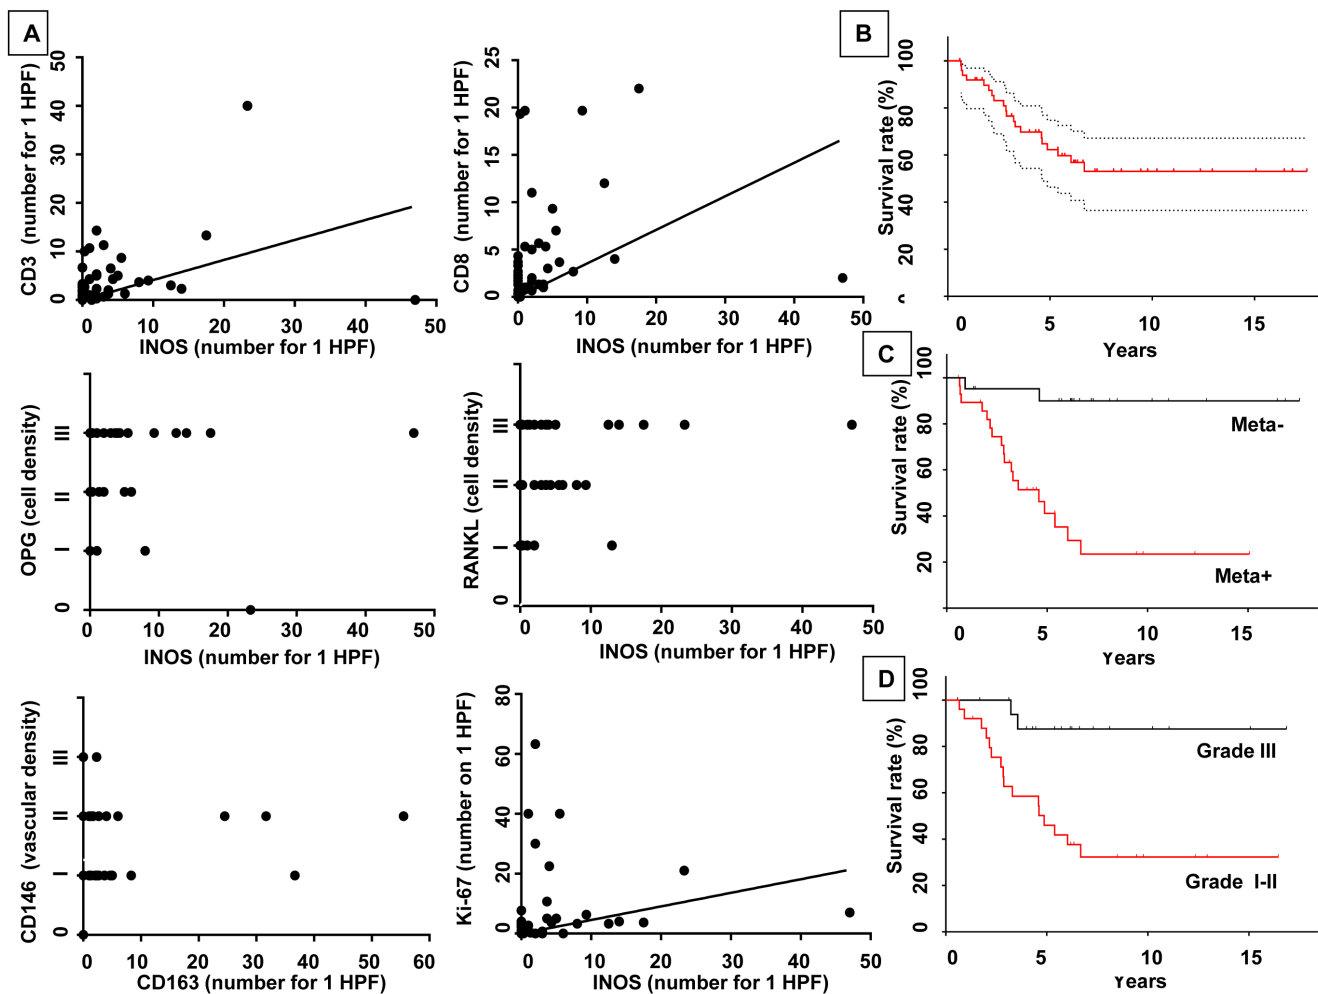 A
CD3 (number for 1 HPF)
50
40
30
20
10
0
0 10 20 30 40 50
INOS (number for 1 HPF)
CD8 (number for 1 HPF)
25
20
15
10
5
0
0 10 20 30 40 50
INOS (number for 1 HPF)
B
Survival rate (%)
100
80
60
40
20
0 5 10 15
Years
OPG (cell density)
III
II
I
0
0 10 20 30 40 50
INOS (number for 1 HPF)
RANKL (cell density)
III
II
I
0
0 10 20 30 40 50
INOS (number for 1 HPF)
C
Survival rate (%)
100
80
60
40
20
Meta-
Meta+
0 5 10 15
Years
CD146 (vascular density)
III
II
I
0
0 10 20 30 40 50 60
CD163 (number for 1 HPF)
Ki-67 (number on 1 HPF)
80
60
40
20
0
0 10 20 30 40 50
INOS (number for 1 HPF)
D
Survival rate (%)
100
80
60
40
20
0
Grade III
Grade I-II
0 5 10 15
Years